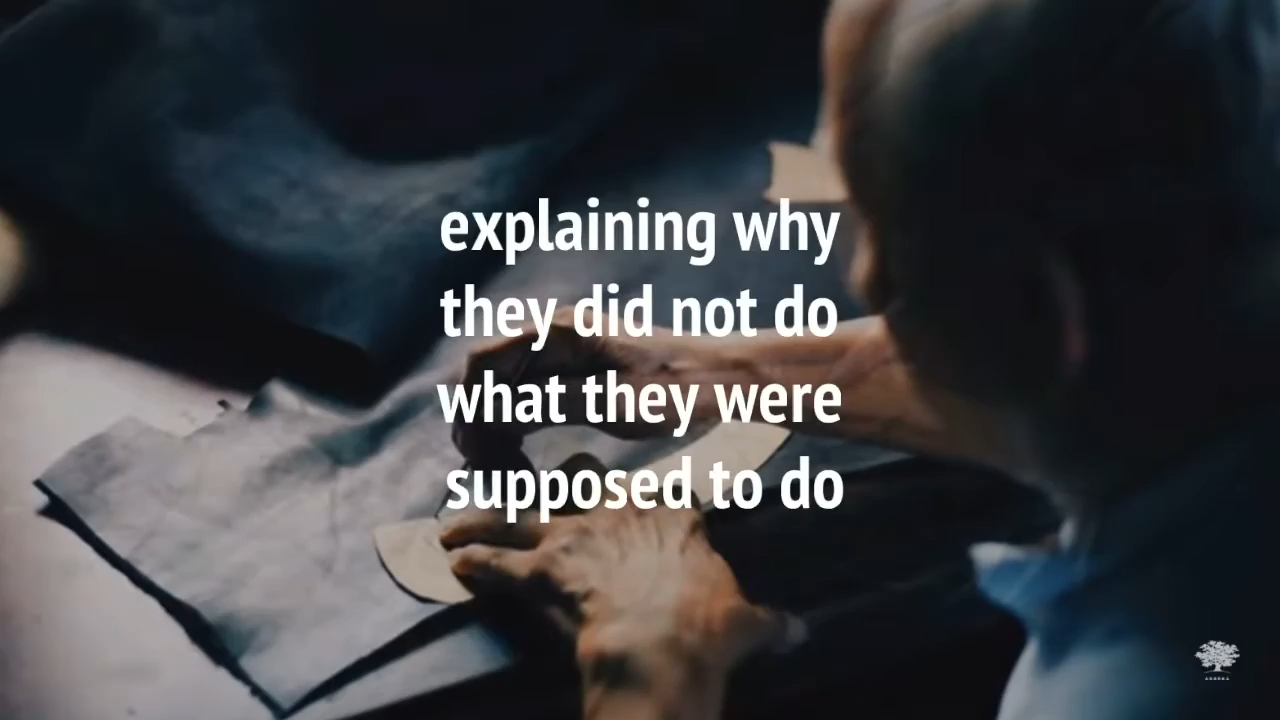 explaining why
they did not do
what they were
supposed to do